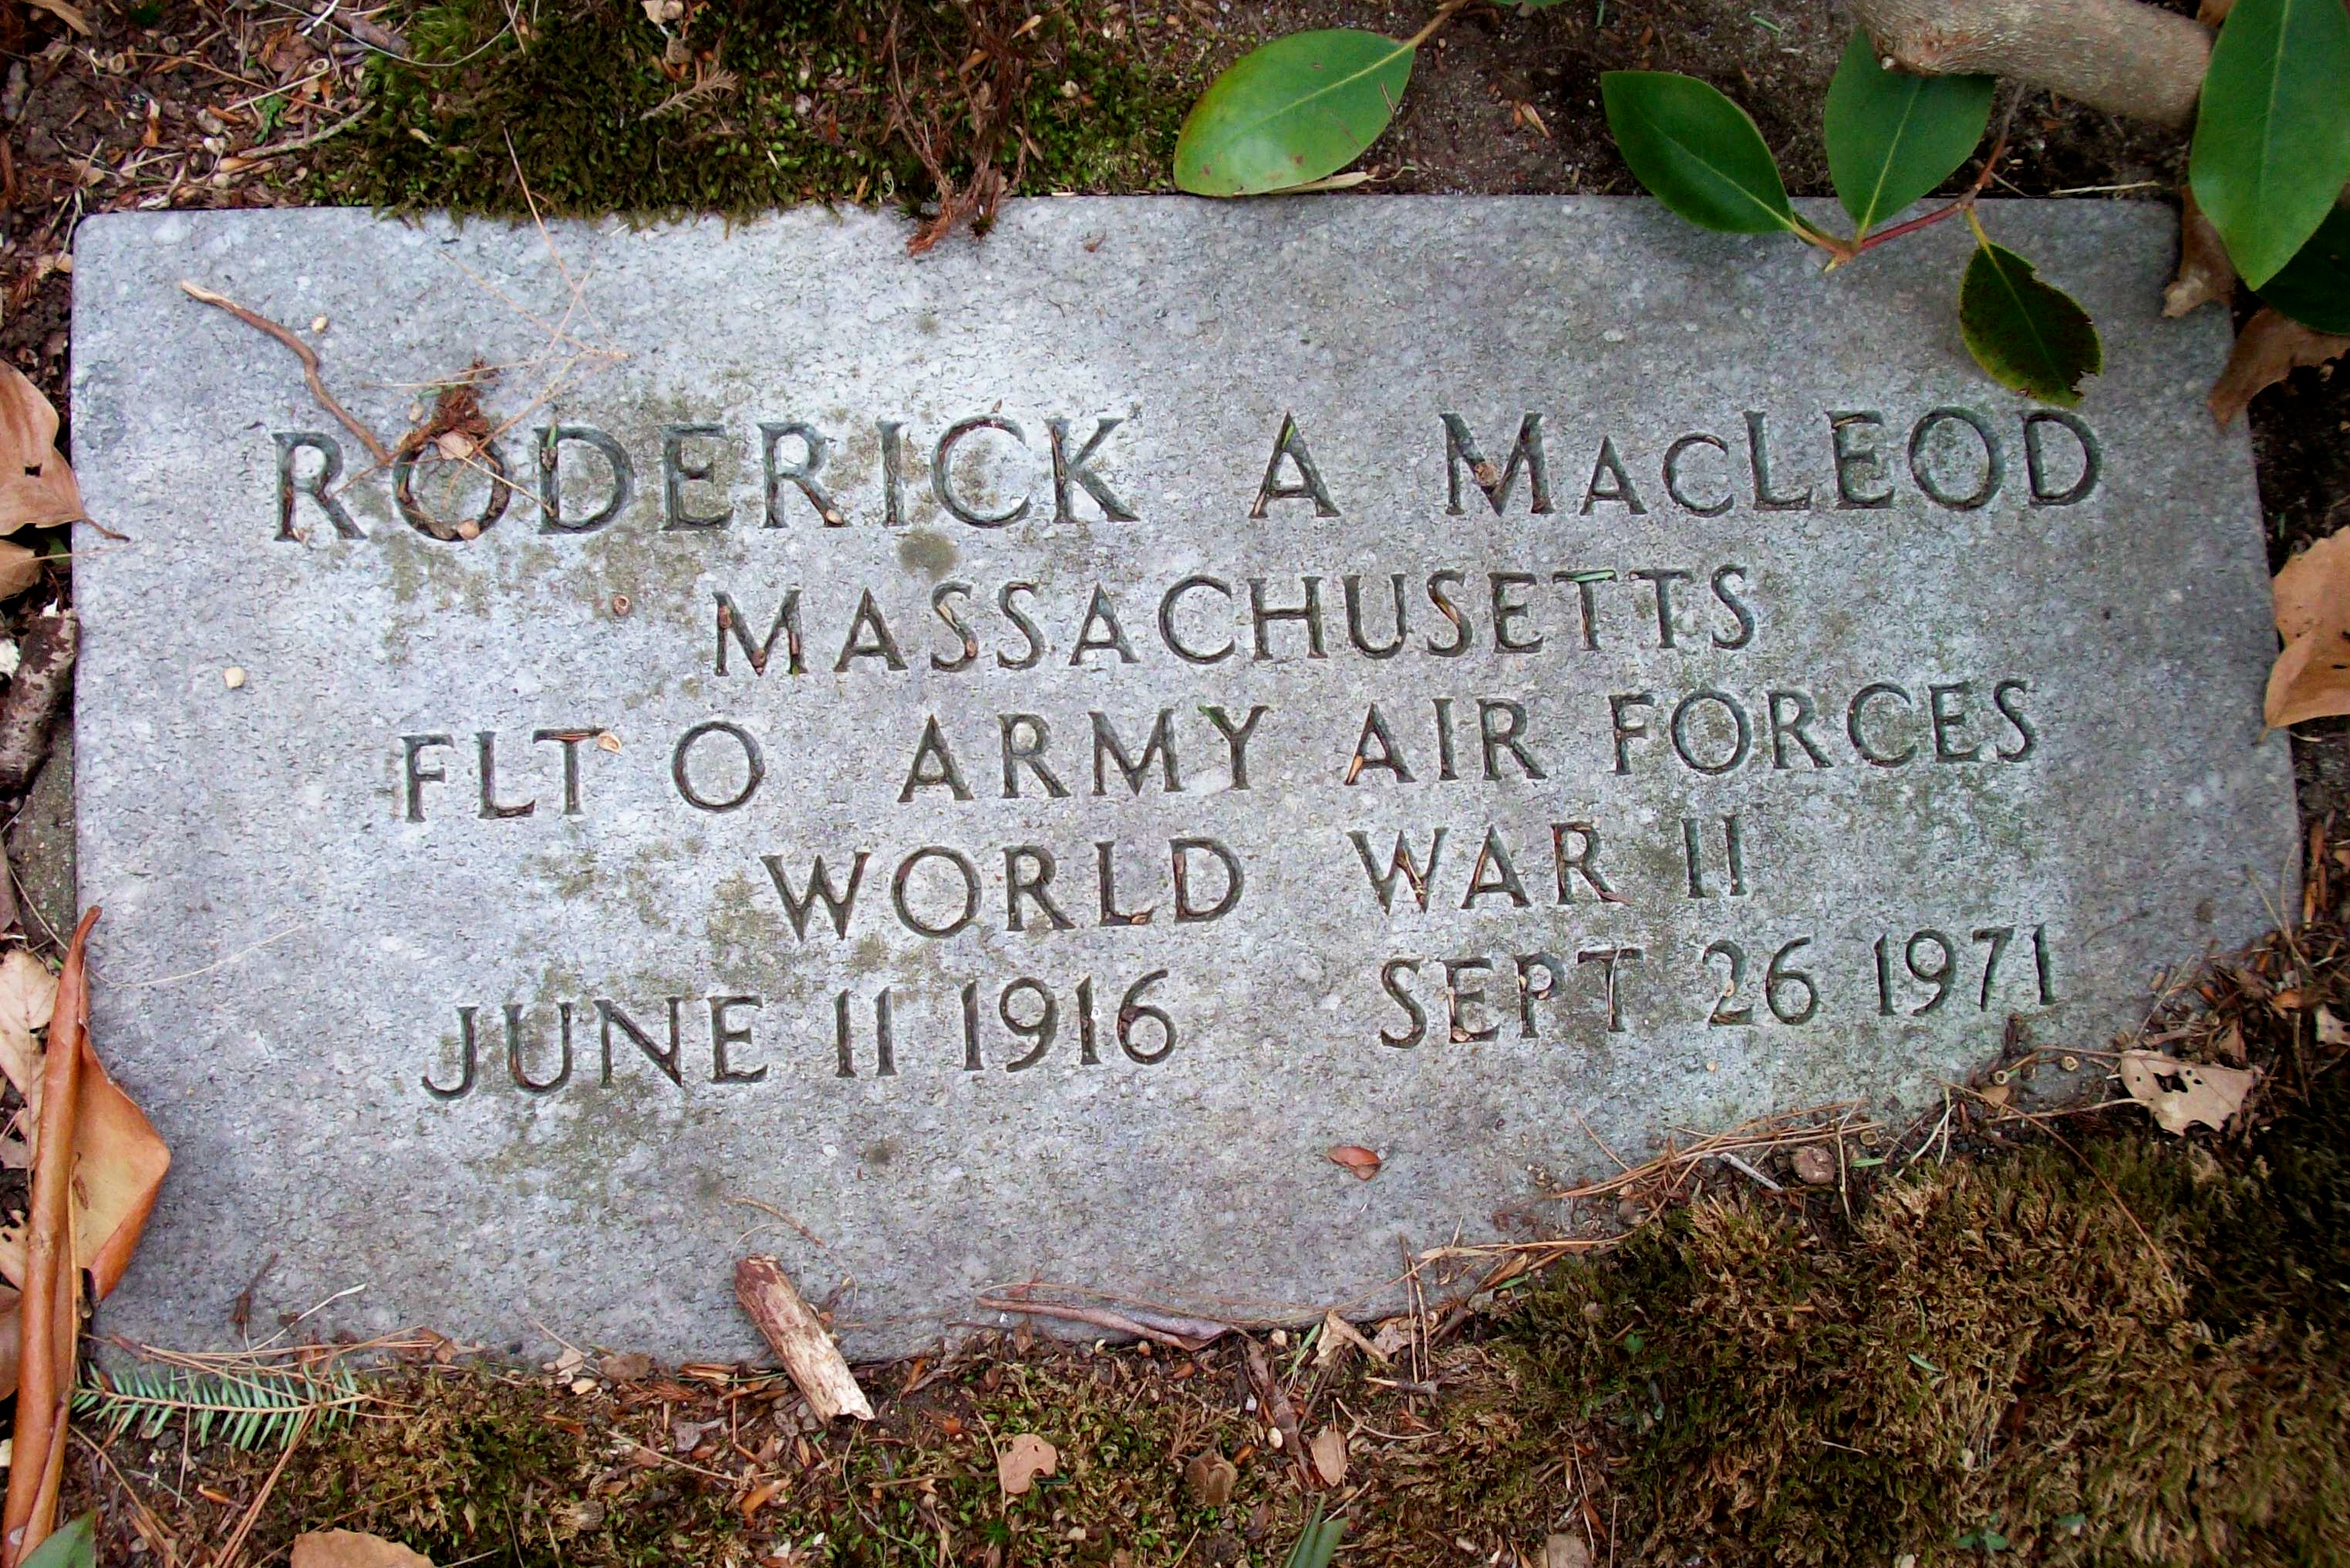 RODERICK A MACLEOD
MASSACHUSETTS
FLT O ARMY AIR FORCES
WORLD WAR II
JUNE 11 1916 SEPT 26 1971